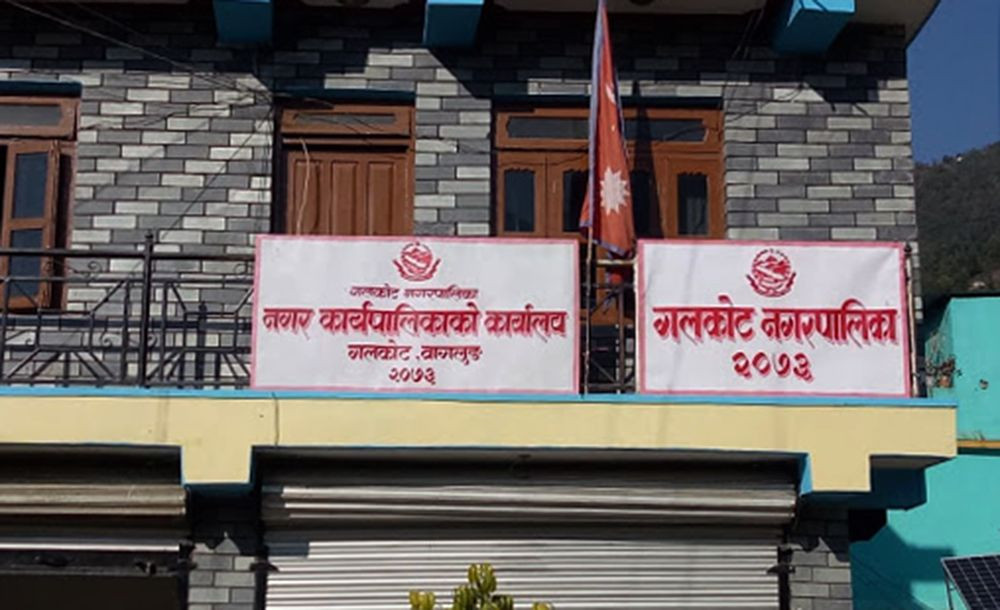 गलकोट नगरपालिका
नगर कार्यपालिकाको कार्यालय
गलकोट, बागलुङ
२०७३
गलकोट नगरपालिका
२०७३